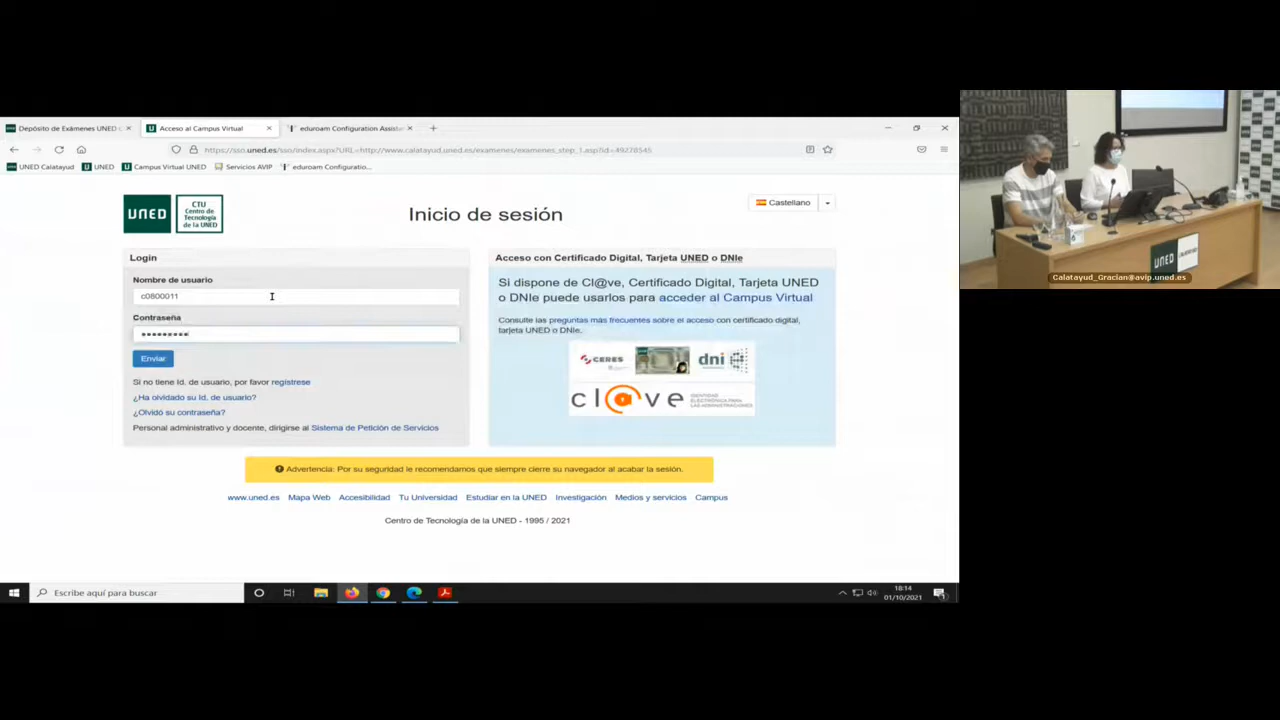 Depósito de Exámenes UNED
Acceso al Campus Virtual
eduroam Configuration Assista
https://sso.uned.es/sso/index.aspx?URL=http://www.calatayud.uned.es/examenes/examenes_step_1.asp?id=49278545
UNED Calatayud
UNED
Campus Virtual UNED
Servicios AVIP
eduroam Configuratio...
UNED
CTU
Centro de
Tecnología
de la UNED
Inicio de sesión
Castellano
Login
Nombre de usuario
c0800011
Contraseña
Enviar
Si no tiene Id. de usuario, por favor regístrese
¿Ha olvidado su Id. de usuario?
¿Olvidó su contraseña?
Personal administrativo y docente, dirigirse al Sistema de Petición de Servicios
Acceso con Certificado Digital, Tarjeta UNED o DNIe
Si dispone de Cl@ve, Certificado Digital, Tarjeta UNED
o DNIe puede usarlos para acceder al Campus Virtual
Consulte las preguntas más frecuentes sobre el acceso con certificado digital,
tarjeta UNED o DNIe.
CERES
dni
cl@ve
IDENTIDAD
ELECTRÓNICA PARA
LAS ADMINISTRACIONES
Advertencia: Por su seguridad le recomendamos que siempre cierre su navegador al acabar la sesión.
www.uned.es Mapa Web Accesibilidad Tu Universidad Estudiar en la UNED Investigación Medios y servicios Campus
Centro de Tecnología de la UNED - 1995 / 2021
Escribe aquí para buscar
18:14
01/10/2021
UNED
Calatayud_Gracian@avip.uned.es